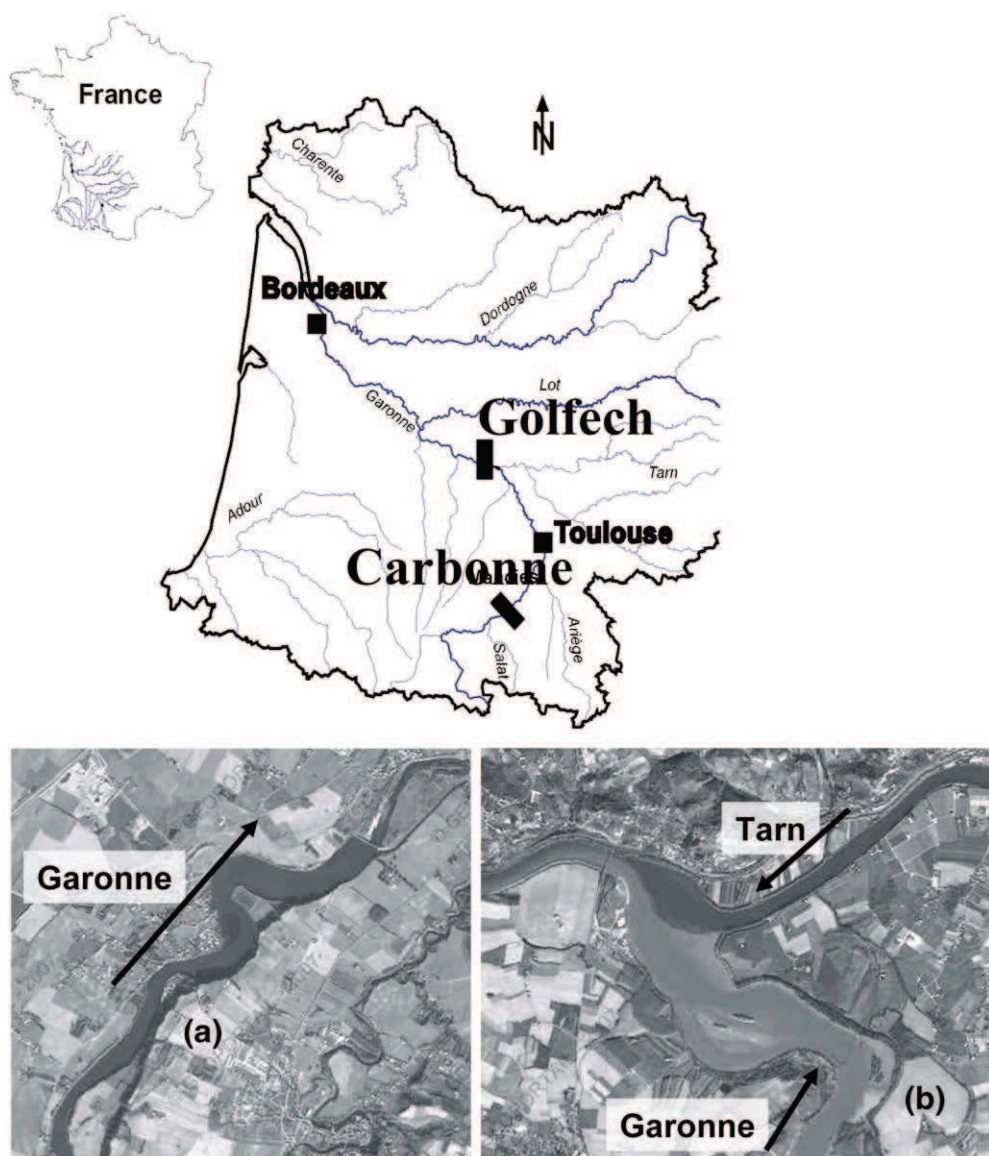 France
N
Charente
Bordeaux
Dordogne
Lot
Garonne
Golfech
Tarn
Adour
Toulouse
Carbonne
Salat
Ariège
Garonne
(a)
Tarn
Garonne
(b)